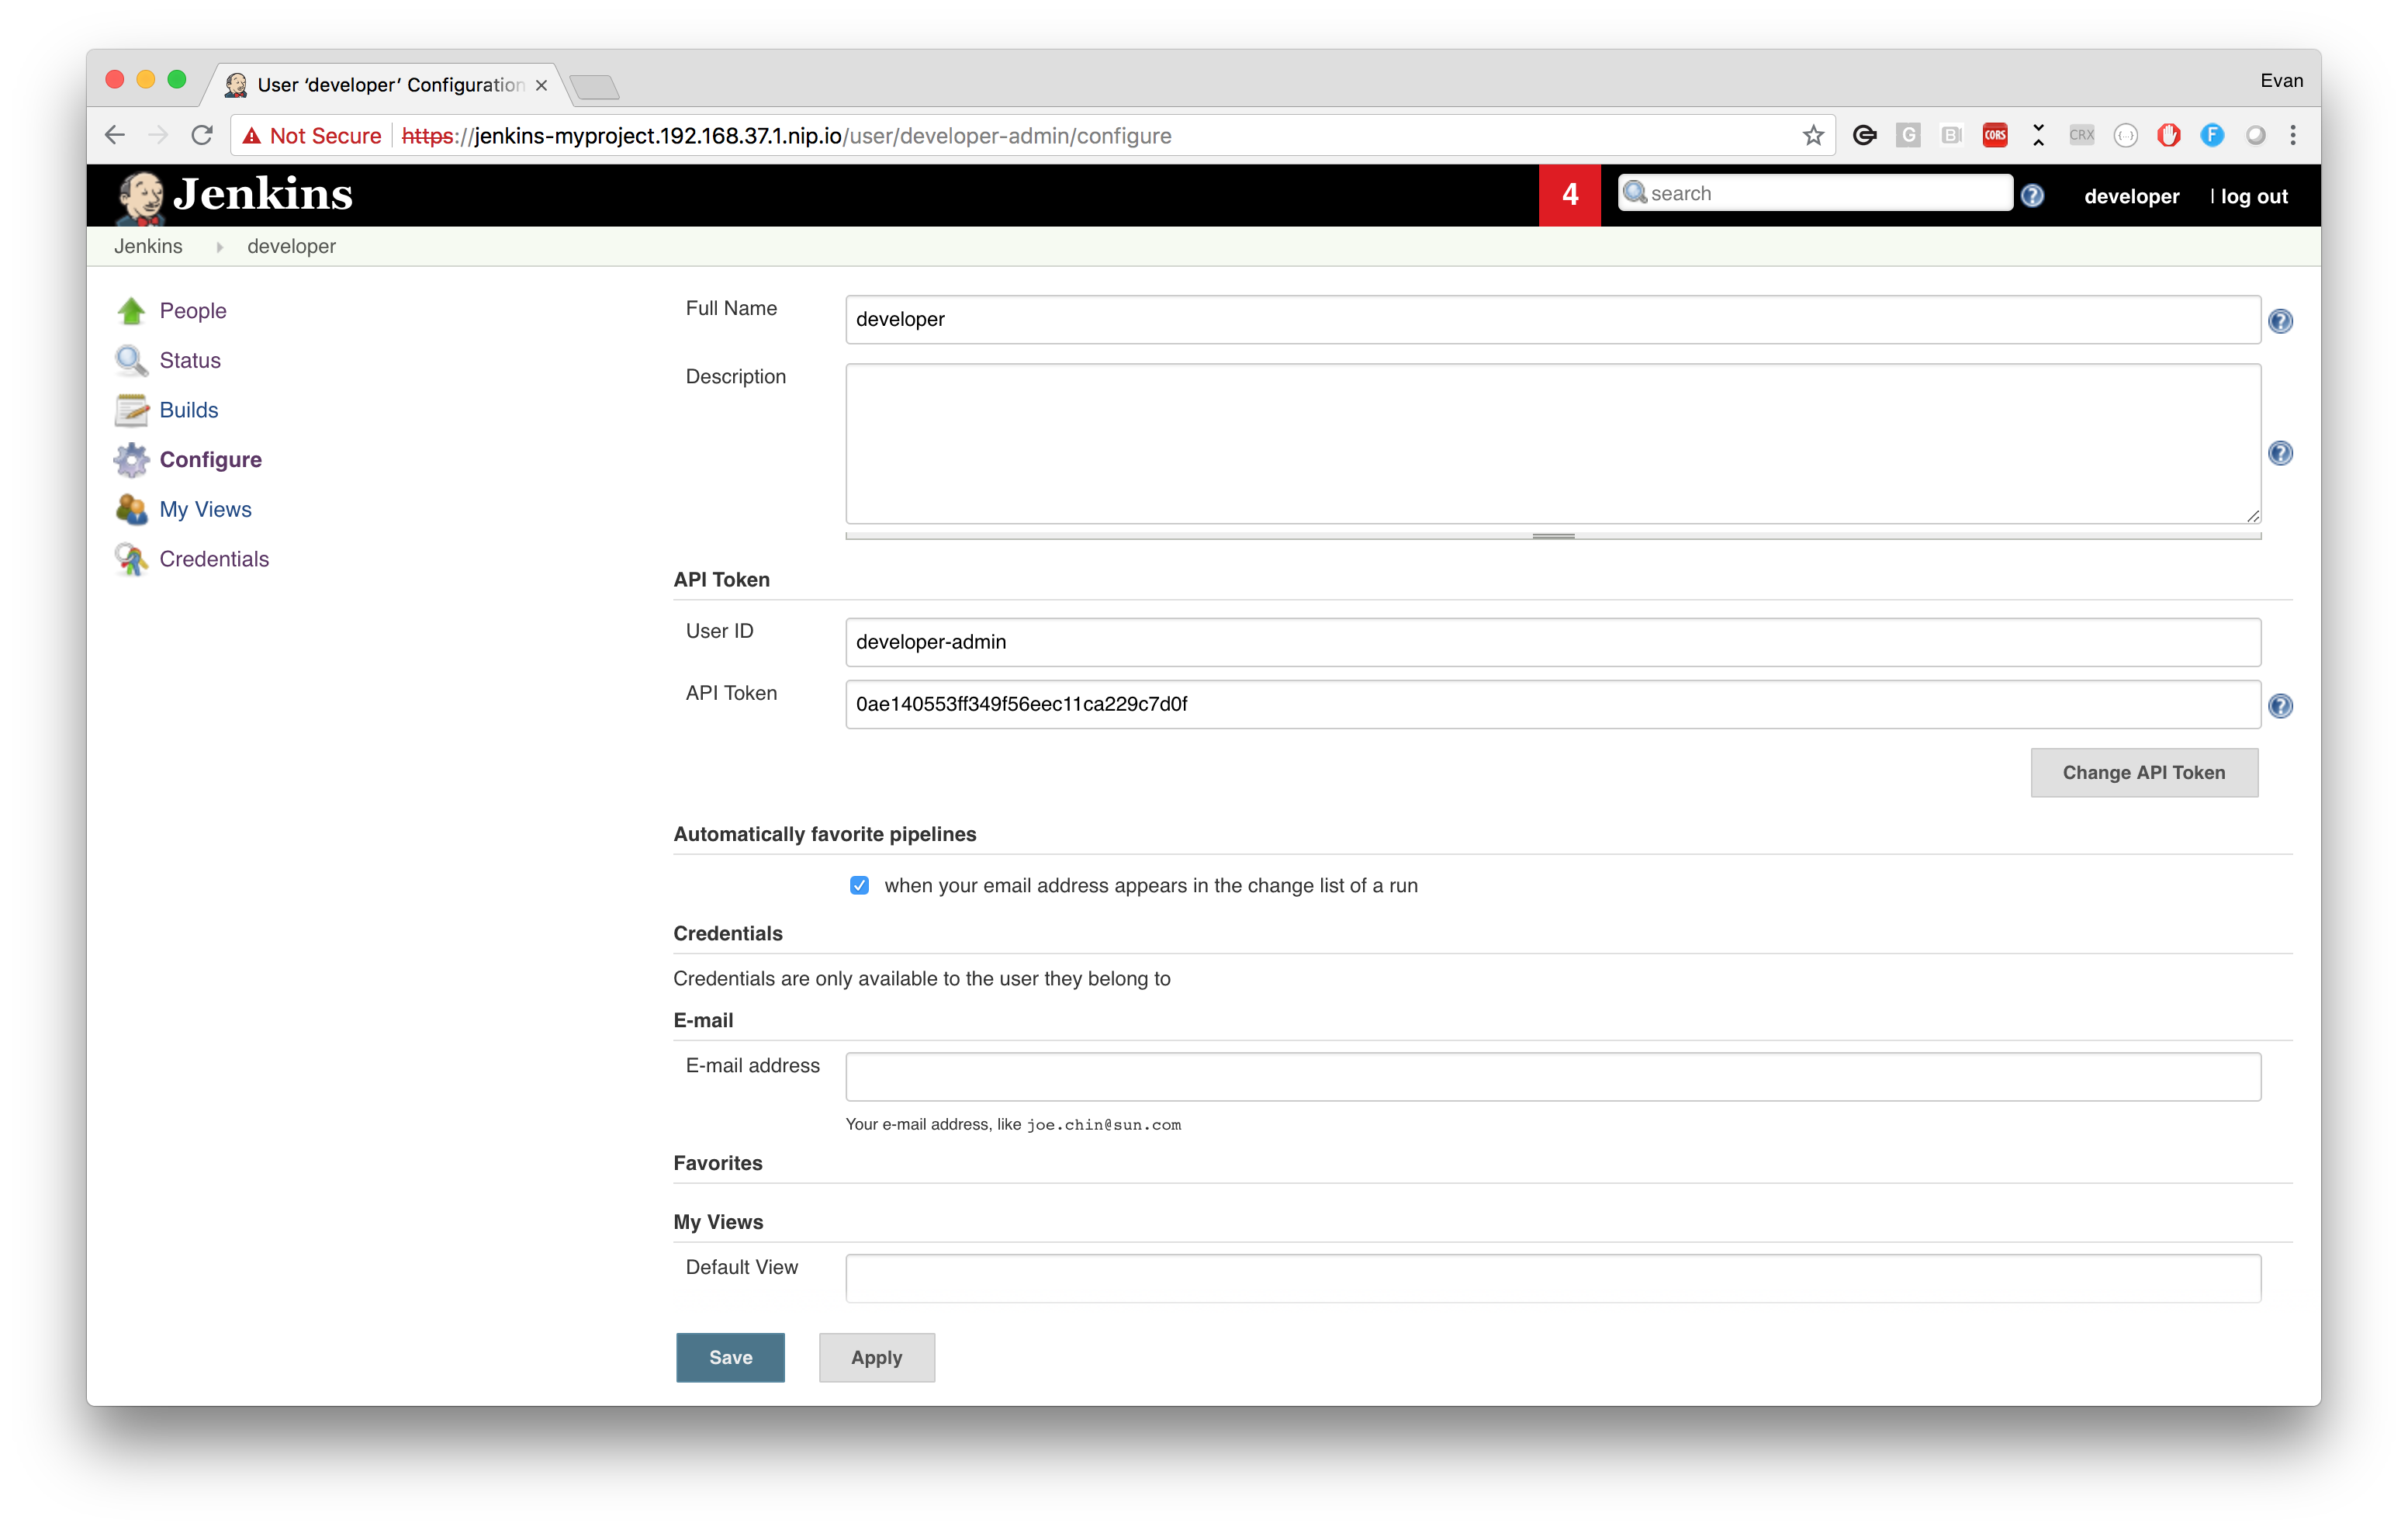 User ‘developer’ Configuration
Evan
Not Secure https://jenkins-myproject.192.168.37.1.nip.io/user/developer-admin/configure
G B CORS CRX F
Jenkins 4 search developer | log out
Jenkins developer
People
Status
Builds
Configure
My Views
Credentials
Full Name developer
Description
API Token
User ID developer-admin
API Token 0ae140553ff349f56eec11ca229c7d0f
Change API Token
Automatically favorite pipelines
when your email address appears in the change list of a run
Credentials
Credentials are only available to the user they belong to
E-mail
E-mail address
Your e-mail address, like joe.chin@sun.com
Favorites
My Views
Default View
Save Apply